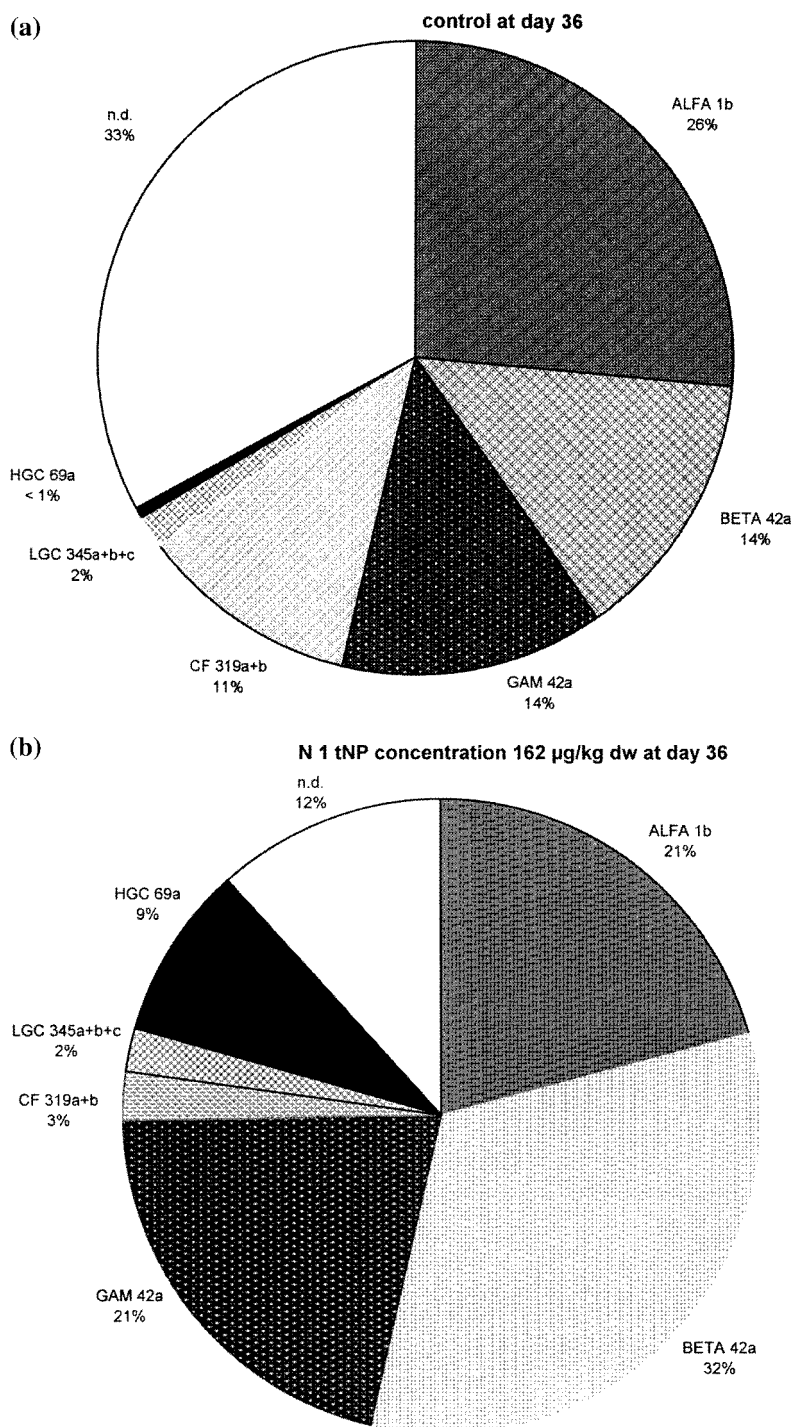 (a)
control at day 36
n.d.
33%
ALFA 1b
26%
BETA 42a
14%
GAM 42a
14%
CF 319a+b
11%
LGC 345a+b+c
2%
HGC 69a
< 1%
(b)
N 1 tNP concentration 162 µg/kg dw at day 36
n.d.
12%
ALFA 1b
21%
HGC 69a
9%
LGC 345a+b+c
2%
CF 319a+b
3%
GAM 42a
21%
BETA 42a
32%